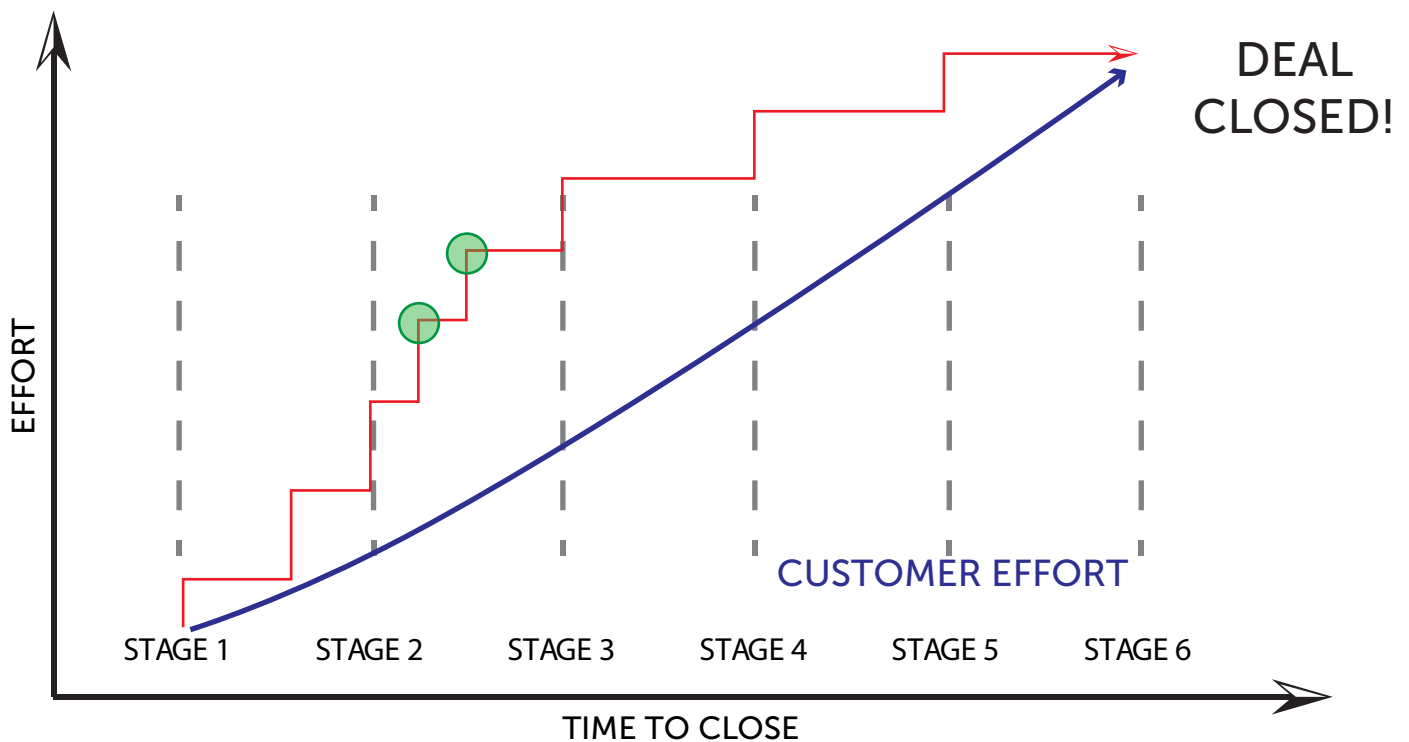 DEAL
CLOSED!
EFFORT
CUSTOMER EFFORT
STAGE 1
STAGE 2
STAGE 3
STAGE 4
STAGE 5
STAGE 6
TIME TO CLOSE